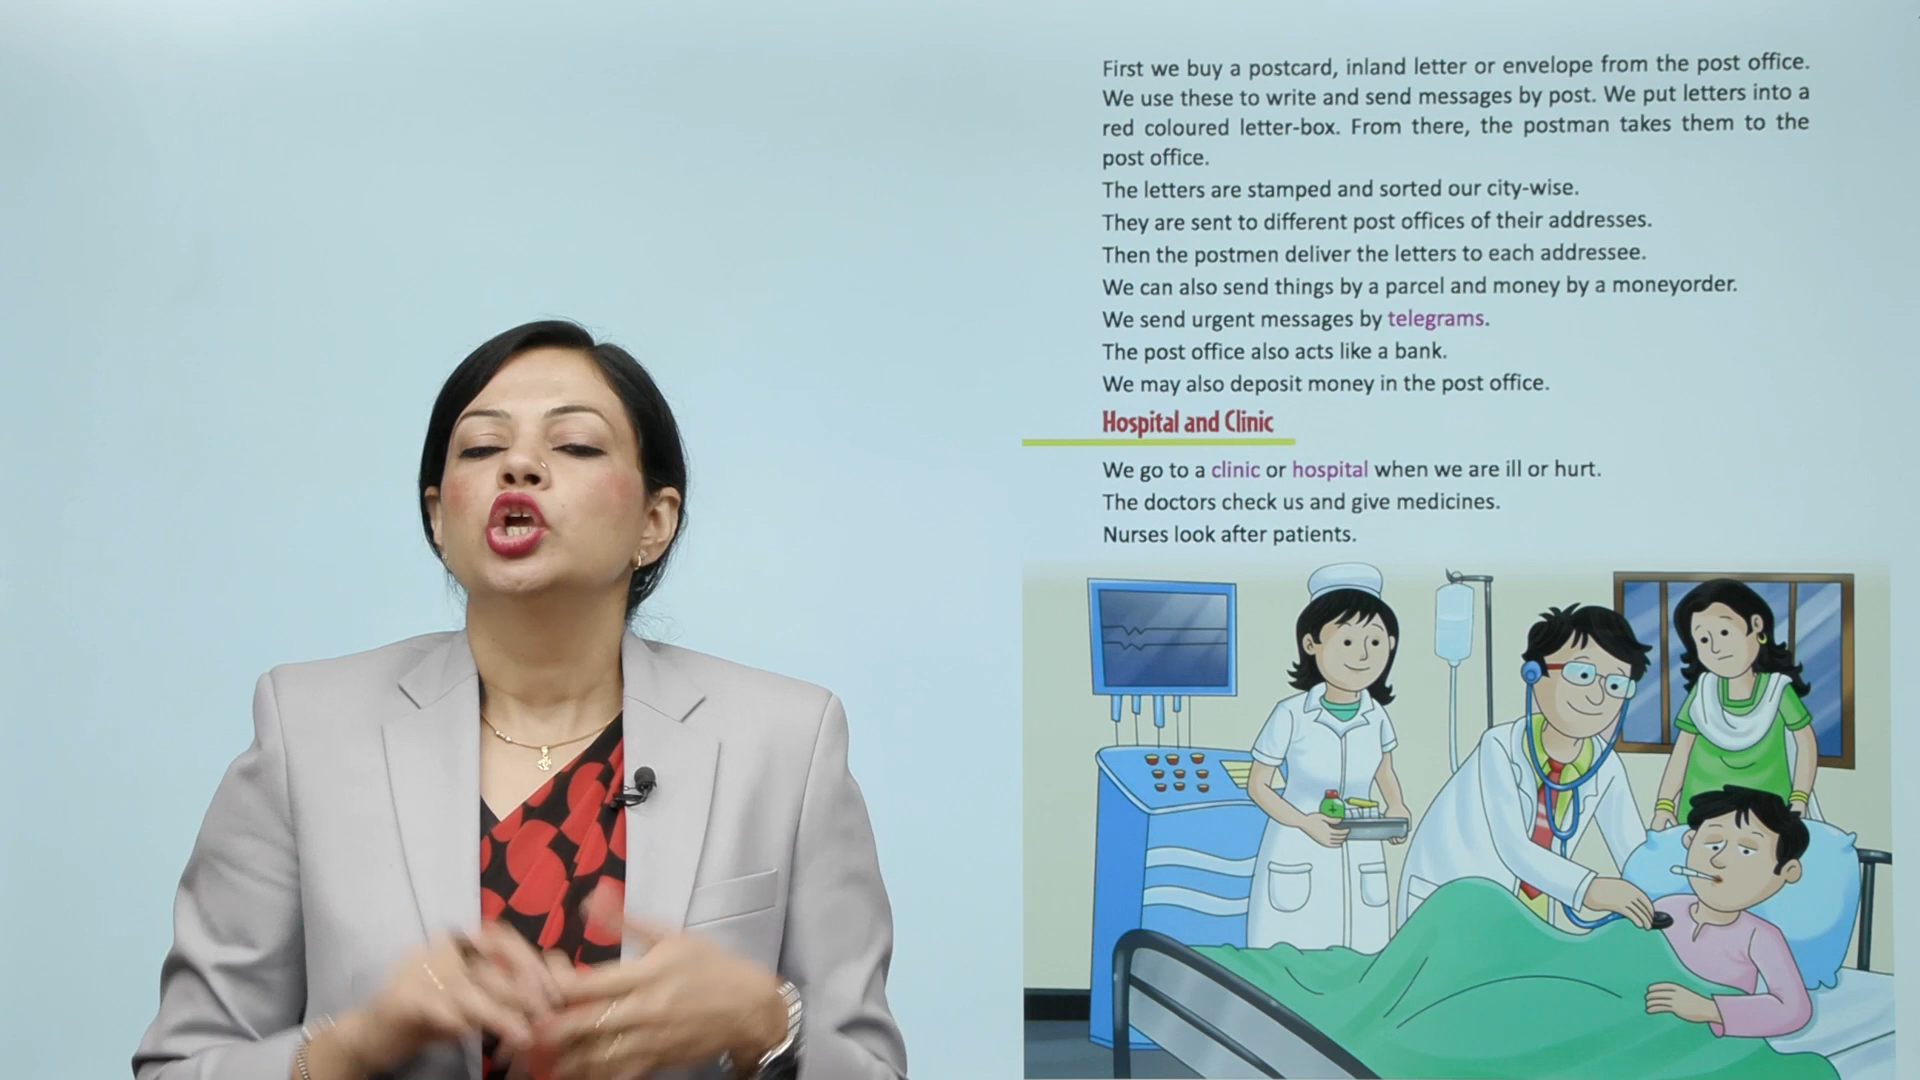 First we buy a postcard, inland letter or envelope from the post office.
We use these to write and send messages by post. We put letters into a
red coloured letter-box. From there, the postman takes them to the
post office.
The letters are stamped and sorted our city-wise.
They are sent to different post offices of their addresses.
Then the postmen deliver the letters to each addressee.
We can also send things by a parcel and money by a moneyorder.
We send urgent messages by telegrams.
The post office also acts like a bank.
We may also deposit money in the post office.
Hospital and Clinic
We go to a clinic or hospital when we are ill or hurt.
The doctors check us and give medicines.
Nurses look after patients.